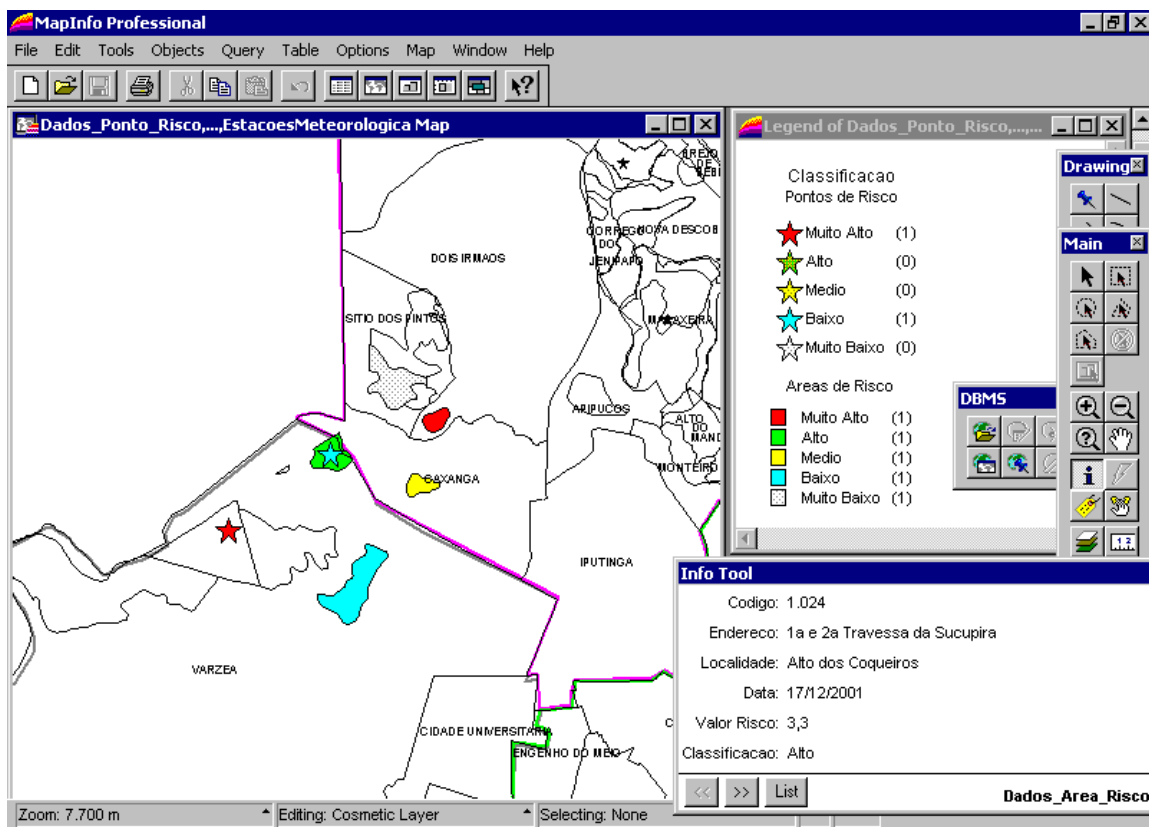 MapInfo Professional
File Edit Tools Objects Query Table Options Map Window Help
Dados_Ponto_Risco,...,EstacoesMeteorologica Map
BREJO
DE
DOIS IRMAOS
CORREGO
DO
JENIPAPO
NOVA DESCOB
SITIO DOS PINTOS
MACAXEIRA
APIPUCOS
ALTO
DO
MAND
MONTEIRO
CAXANGA
IPUTINGA
VARZEA
CIDADE UNIVERSITARIA
ENGENHO DO MEIO
C
Legend of Dados_Ponto_Risco,...,...
Classificacao
Pontos de Risco
Muito Alto (1)
Alto (0)
Medio (0)
Baixo (1)
Muito Baixo (0)
Areas de Risco
Muito Alto (1)
Alto (1)
Medio (1)
Baixo (1)
Muito Baixo (1)
Drawing
Main
DBMS
1 2
Info Tool
Codigo: 1.024
Endereco: 1a e 2a Travessa da Sucupira
Localidade: Alto dos Coqueiros
Data: 17/12/2001
Valor Risco: 3,3
Classificacao: Alto
<< >> List
Dados_Area_Risco
Zoom: 7.700 m
Editing: Cosmetic Layer
Selecting: None